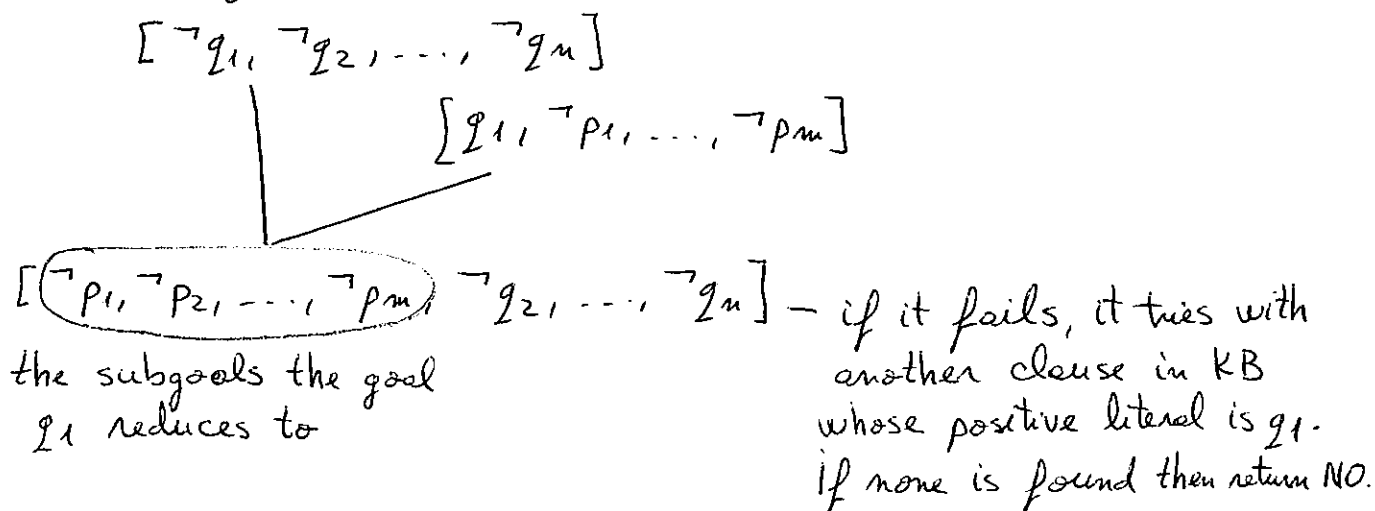 [¬q1, ¬q2, ..., ¬qn]
[q1, ¬p1, ..., ¬pm]
[¬p1, ¬p2, ..., ¬pm, ¬q2, ..., ¬qn] – if it fails, it tries with
the subgoals the goal another clause in KB
q1 reduces to whose positive literal is q1.
If none is found then return NO.